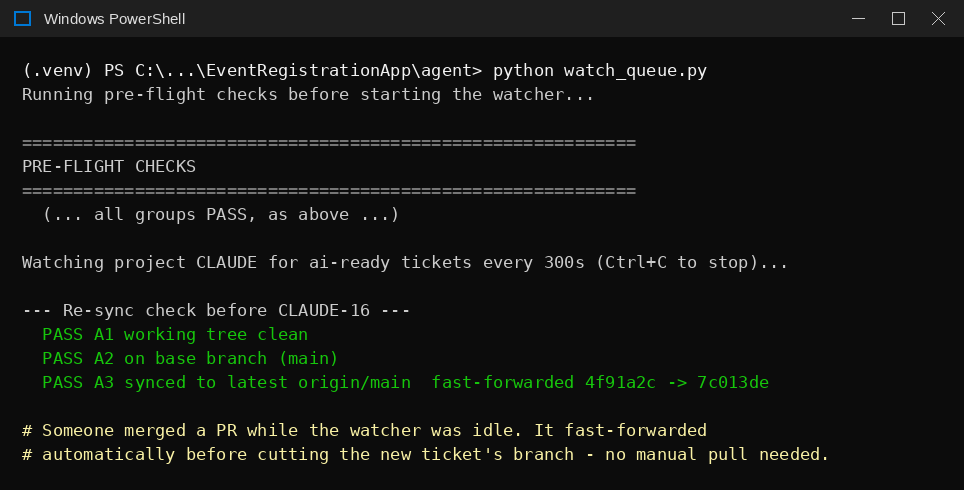 Windows PowerShell
(.venv) PS C:\...\EventRegistrationApp\agent> python watch_queue.py
Running pre-flight checks before starting the watcher...
============================================================
PRE-FLIGHT CHECKS
============================================================
(... all groups PASS, as above ...)
Watching project CLAUDE for ai-ready tickets every 300s (Ctrl+C to stop)...
--- Re-sync check before CLAUDE-16 ---
PASS A1 working tree clean
PASS A2 on base branch (main)
PASS A3 synced to latest origin/main  fast-forwarded 4f91a2c -> 7c013de
# Someone merged a PR while the watcher was idle. It fast-forwarded
# automatically before cutting the new ticket's branch - no manual pull needed.